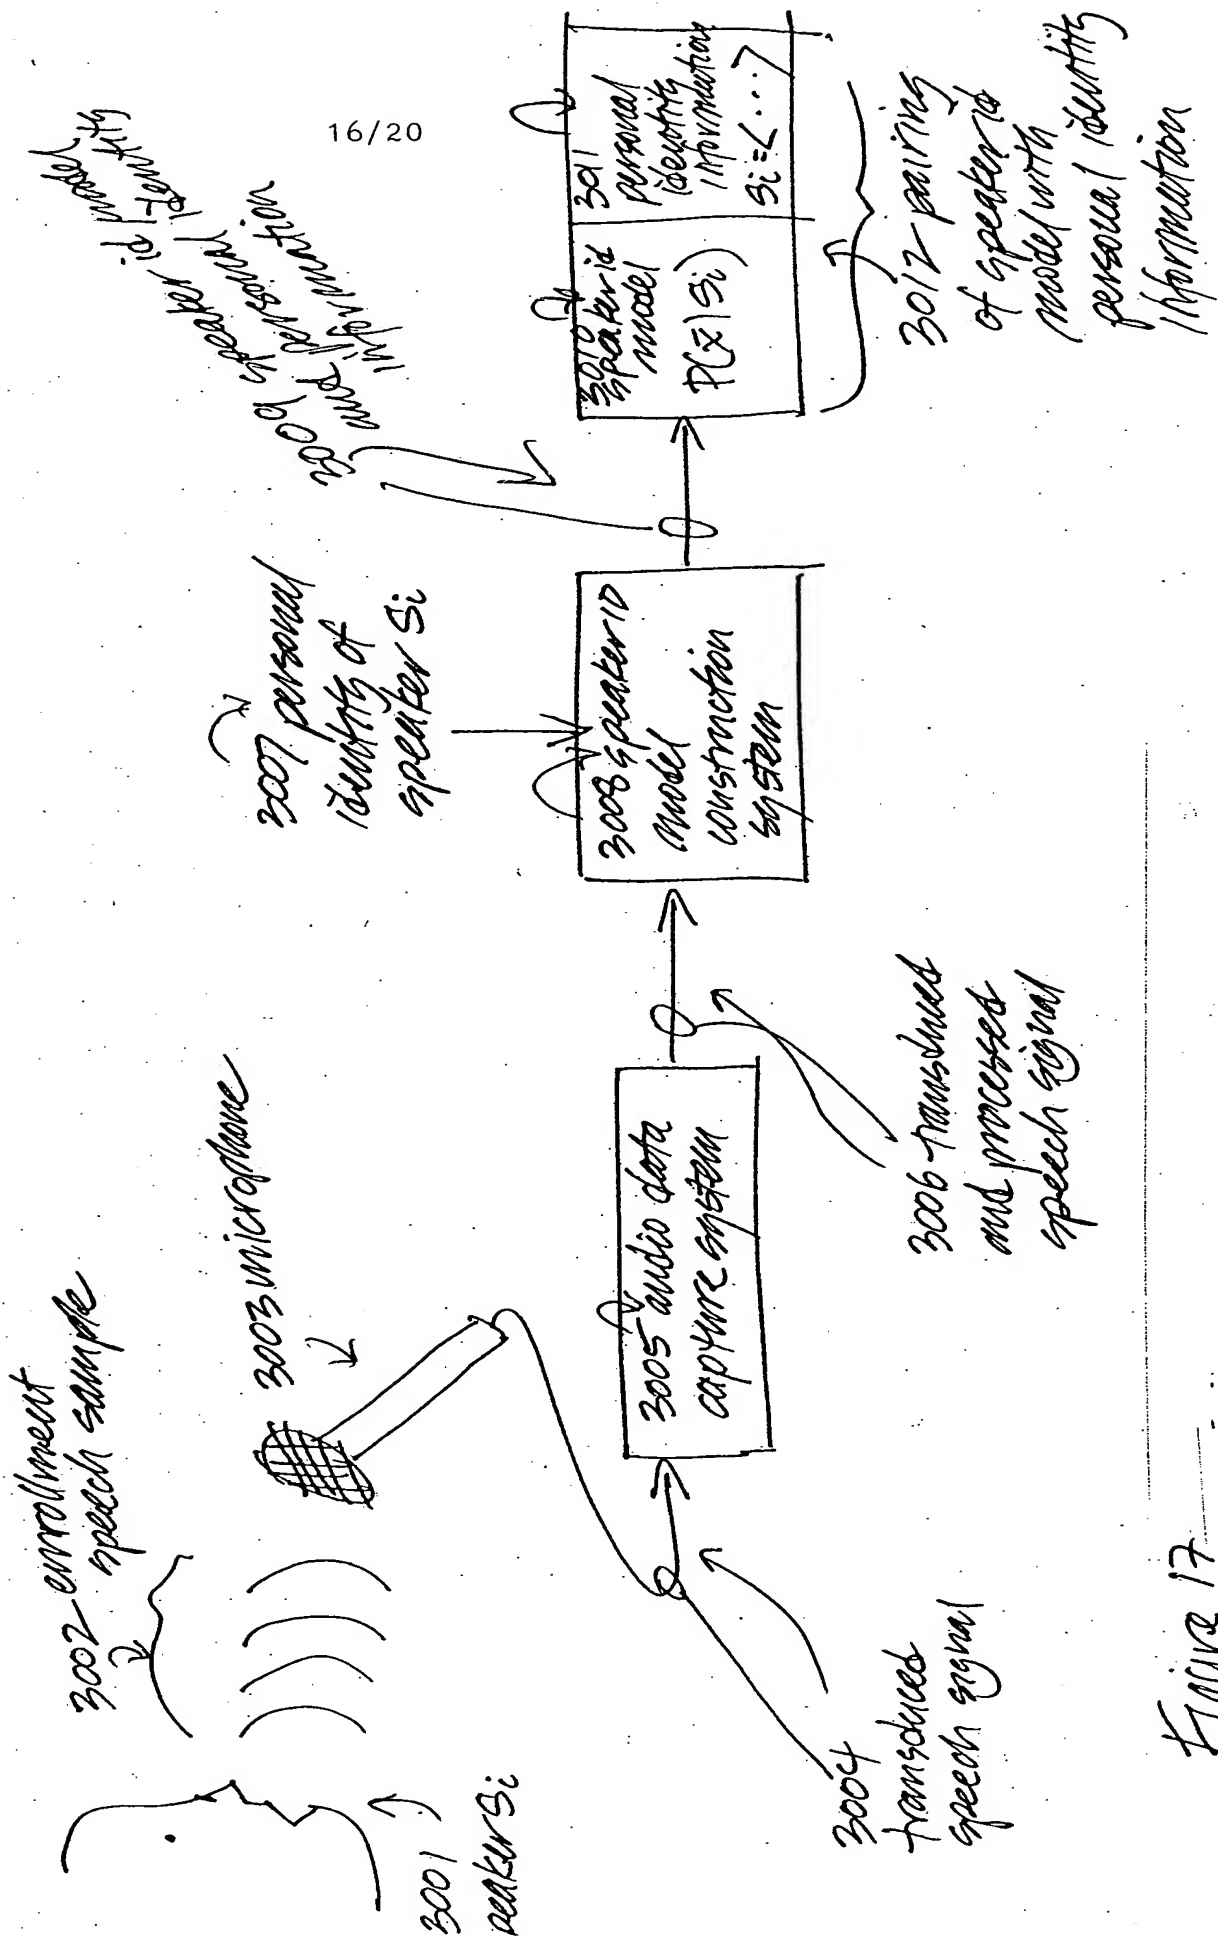 16/20
3001
peaker Si
3002 enrollment
speech sample
3003 microphone
3004
transduced
speech signal
3005 audio data
capture system
3006 transduced
and processed
speech signal
3007 personal
identity of
speaker Si
3008 speaker ID
model
construction
system
3009 speaker id model
and personal identity
information
3010
speaker id
model
P(x̄|Si)
3011
personal
identity
information
Si=<....>
3012 pairing
of speaker id
model with
personal identity
information
Figure 17